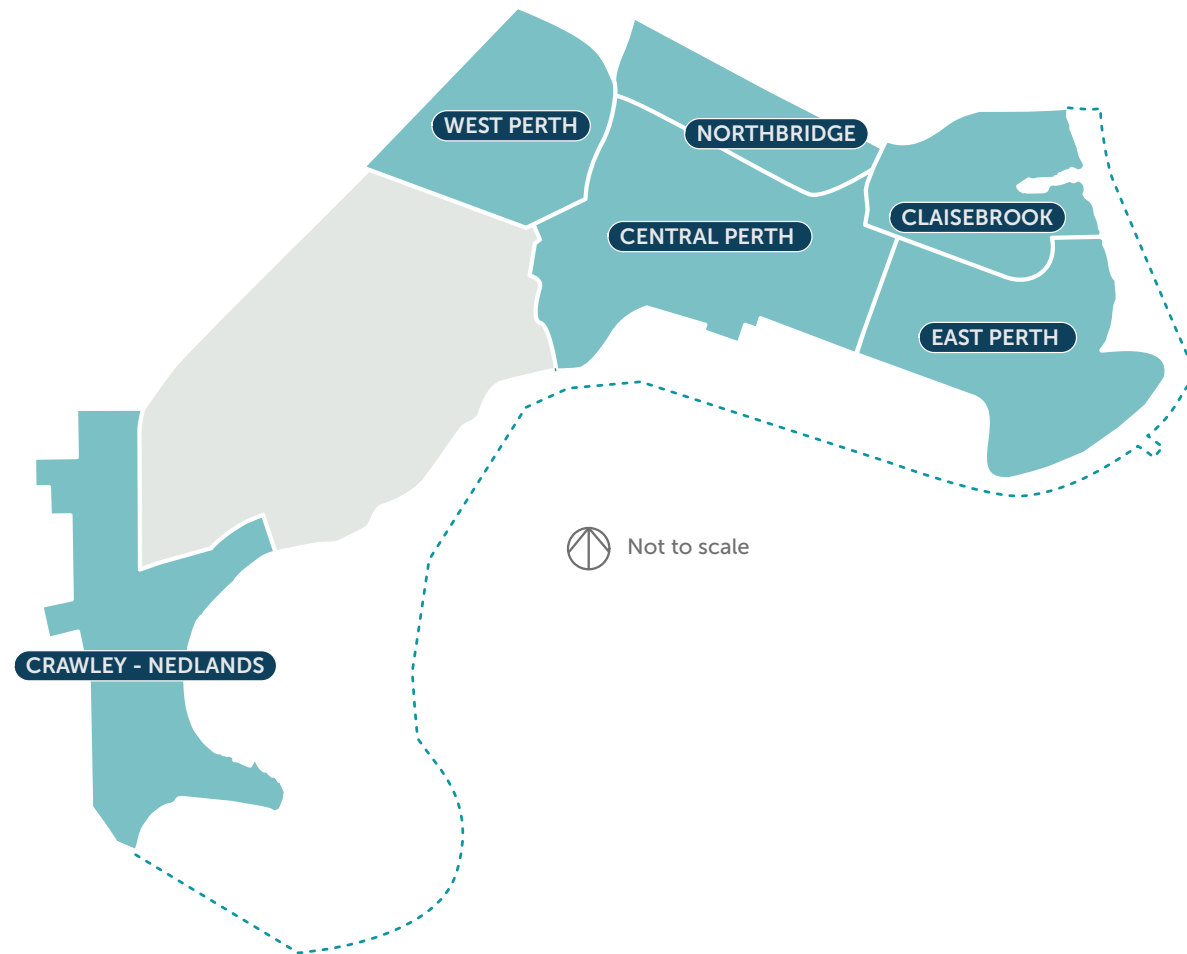 WEST PERTH
NORTHBRIDGE
CLAISEBROOK
CENTRAL PERTH
EAST PERTH
Not to scale
CRAWLEY - NEDLANDS